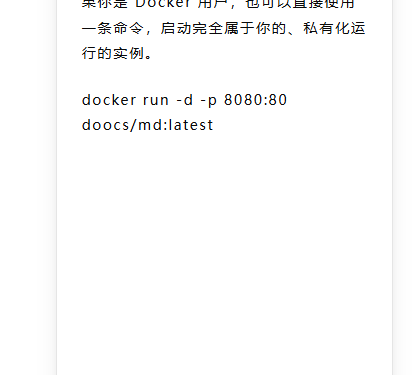 果你是 Docker 用户，也可以直接使用
一条命令，启动完全属于你的、私有化运
行的实例。
docker run -d -p 8080:80
doocs/md:latest